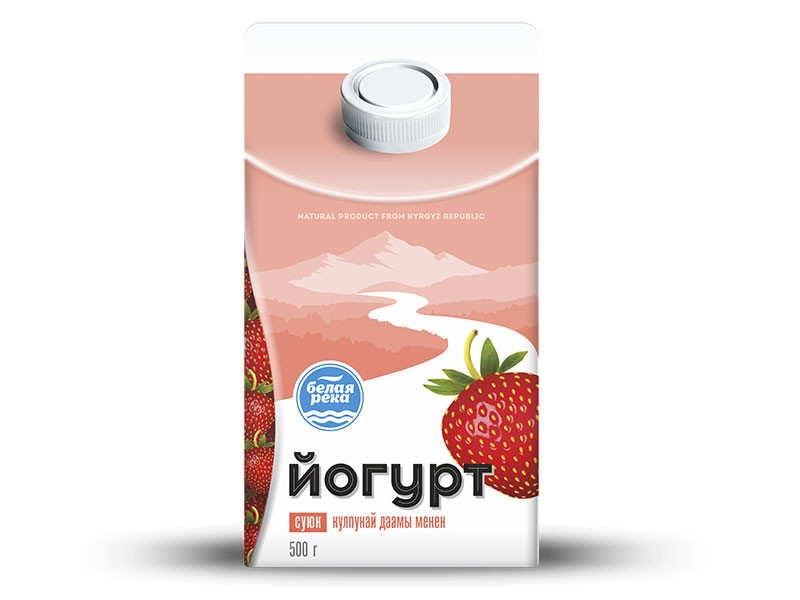 NATURAL PRODUCT FROM KYRGYZ REPUBLIC
белая
река
йогурт
суюк кулпунай даамы менен
500 г